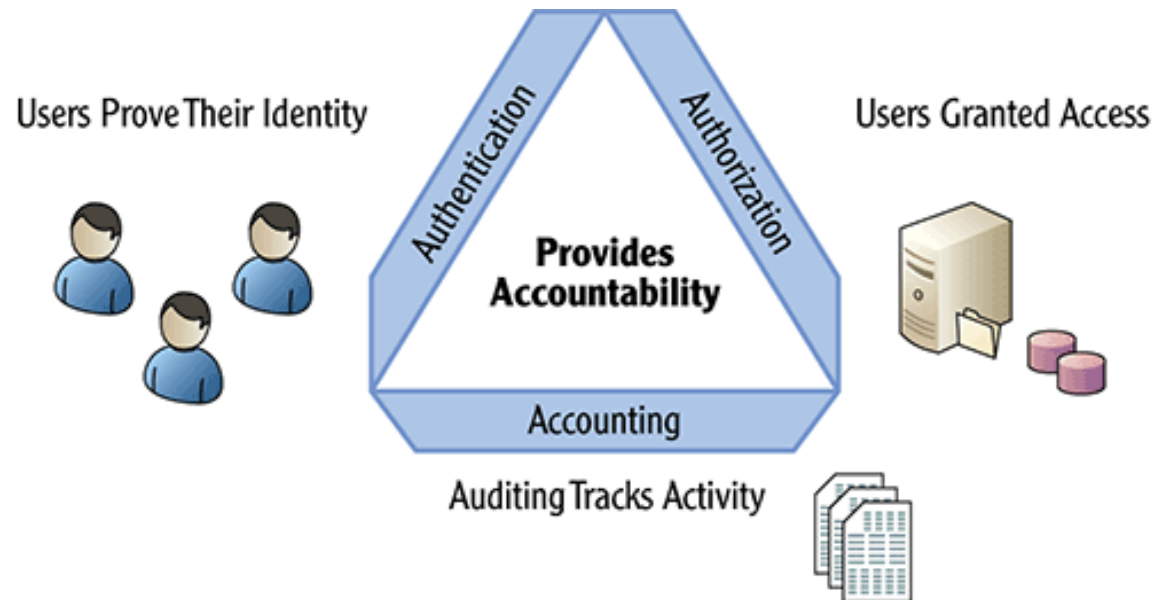 Users Prove Their Identity
Authentication
Authorization
Users Granted Access
Provides
Accountability
Accounting
Auditing Tracks Activity